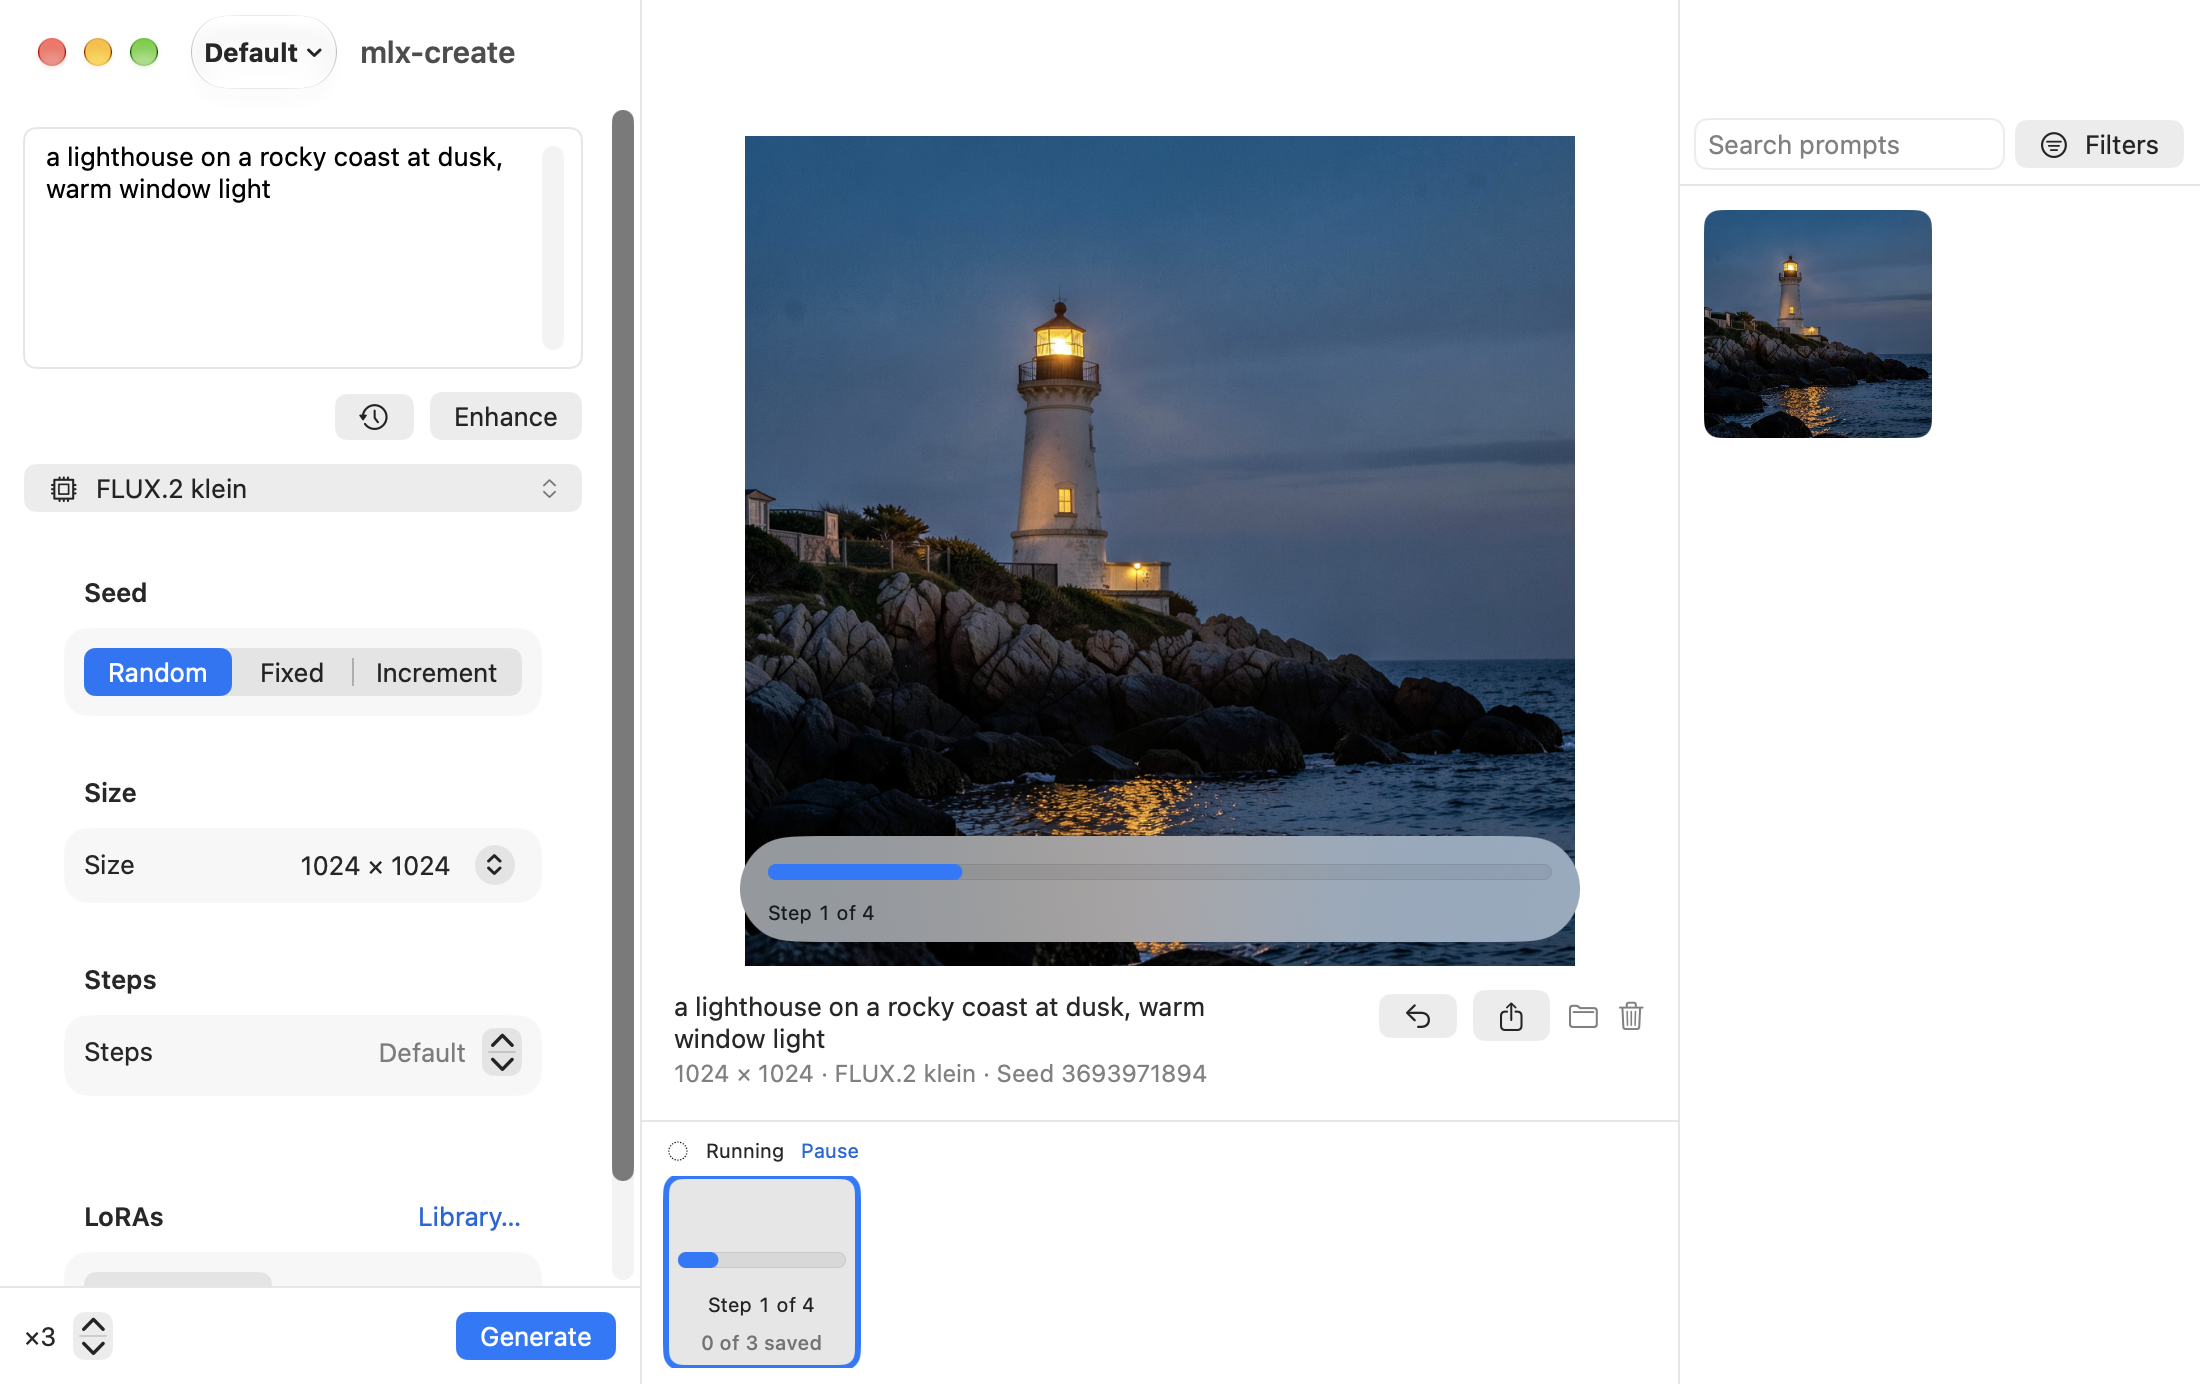 Default
mlx-create
a lighthouse on a rocky coast at dusk,
warm window light
Enhance
FLUX.2 klein
Seed
Random
Fixed
Increment
Size
Size
1024 × 1024
Steps
Steps
Default
LoRAs
Library...
×3
Generate
Step 1 of 4
a lighthouse on a rocky coast at dusk, warm
window light
1024 × 1024 · FLUX.2 klein · Seed 3693971894
Running
Pause
Step 1 of 4
0 of 3 saved
Search prompts
Filters